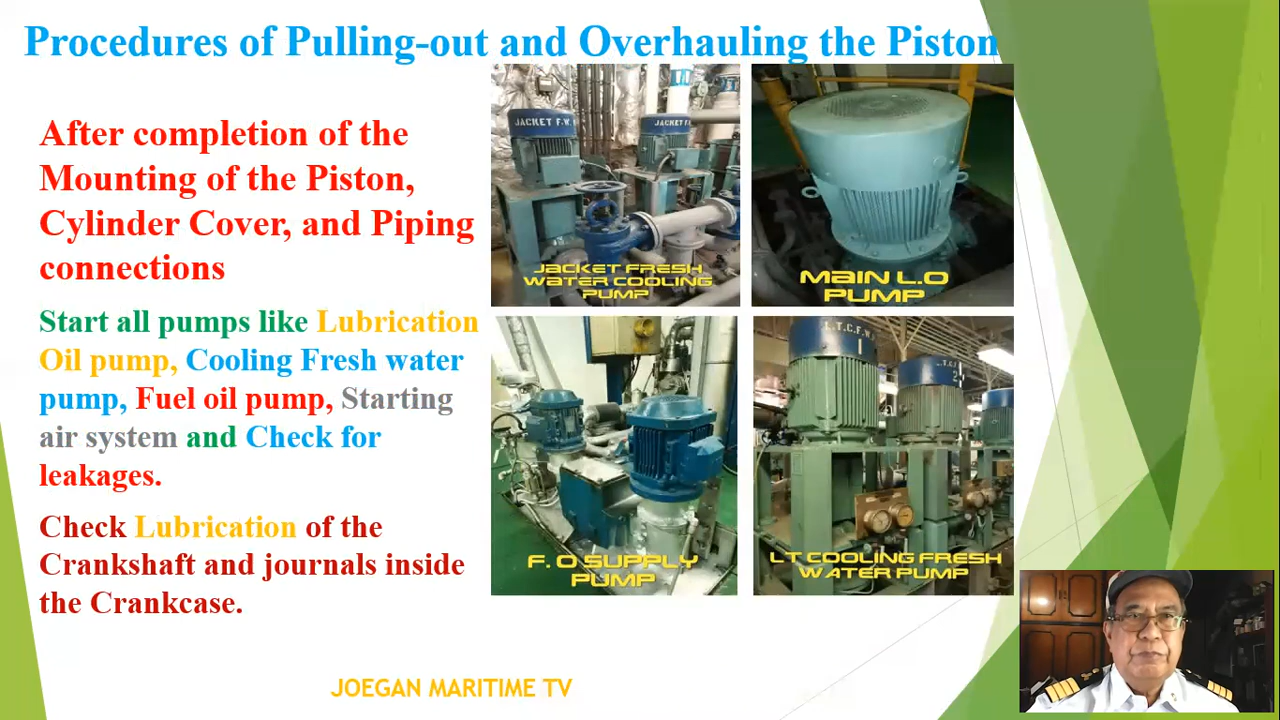 Procedures of Pulling-out and Overhauling the Piston
After completion of the
Mounting of the Piston,
Cylinder Cover, and Piping
connections
Start all pumps like Lubrication
Oil pump, Cooling Fresh water
pump, Fuel oil pump, Starting
air system and Check for
leakages.
Check Lubrication of the
Crankshaft and journals inside
the Crankcase.
JACKET F.W.
JACKET F.
JACKET FRESH
WATER COOLING
PUMP
MAIN L.O
PUMP
F. O SUPPLY
PUMP
L.T.C.F.W.
1
2
LT COOLING FRESH
WATER PUMP
JOEGAN MARITIME TV